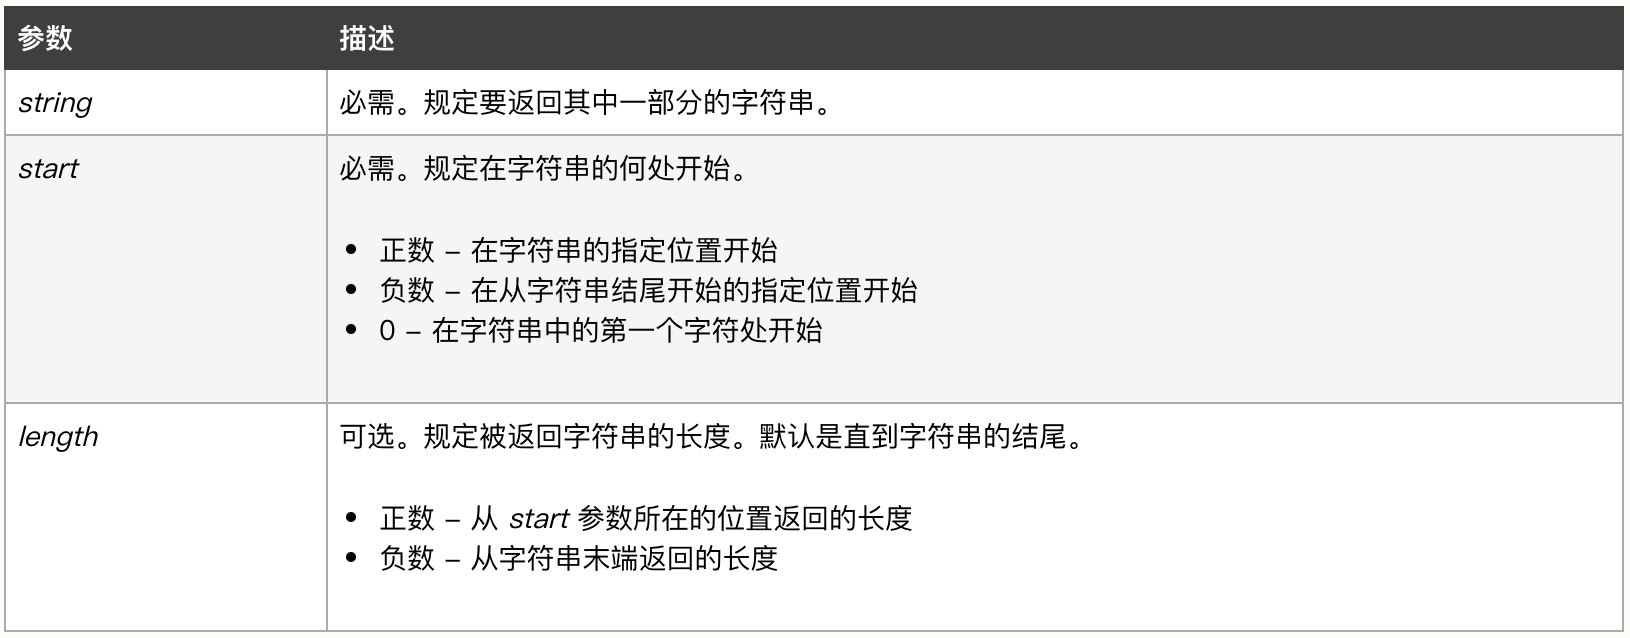 参数 描述
string 必需。规定要返回其中一部分的字符串。
start 必需。规定在字符串的何处开始。
• 正数 – 在字符串的指定位置开始
• 负数 – 在从字符串结尾开始的指定位置开始
• 0 – 在字符串中的第一个字符处开始
length 可选。规定被返回字符串的长度。默认是直到字符串的结尾。
• 正数 – 从 start 参数所在的位置返回的长度
• 负数 – 从字符串末端返回的长度